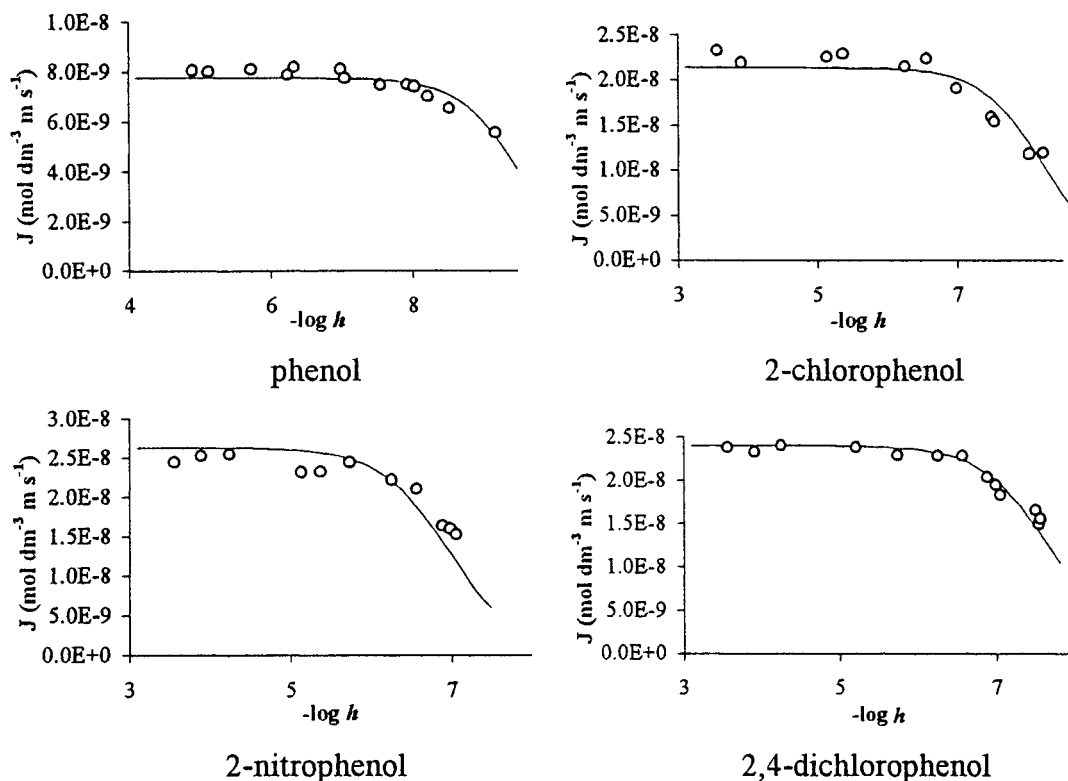 1.0E-8
8.0E-9
6.0E-9
4.0E-9
2.0E-9
0.0E+0
J (mol dm⁻³ m s⁻¹)
4 6 8
-log h
phenol
2.5E-8
2.0E-8
1.5E-8
1.0E-8
5.0E-9
0.0E+0
J (mol dm⁻³ m s⁻¹)
3 5 7
-log h
2-chlorophenol
3.0E-8
2.5E-8
2.0E-8
1.5E-8
1.0E-8
5.0E-9
0.0E+0
J (mol dm⁻³ m s⁻¹)
3 5 7
-log h
2-nitrophenol
2.5E-8
2.0E-8
1.5E-8
1.0E-8
5.0E-9
0.0E+0
J (mol dm⁻³ m s⁻¹)
3 5 7
-log h
2,4-dichlorophenol